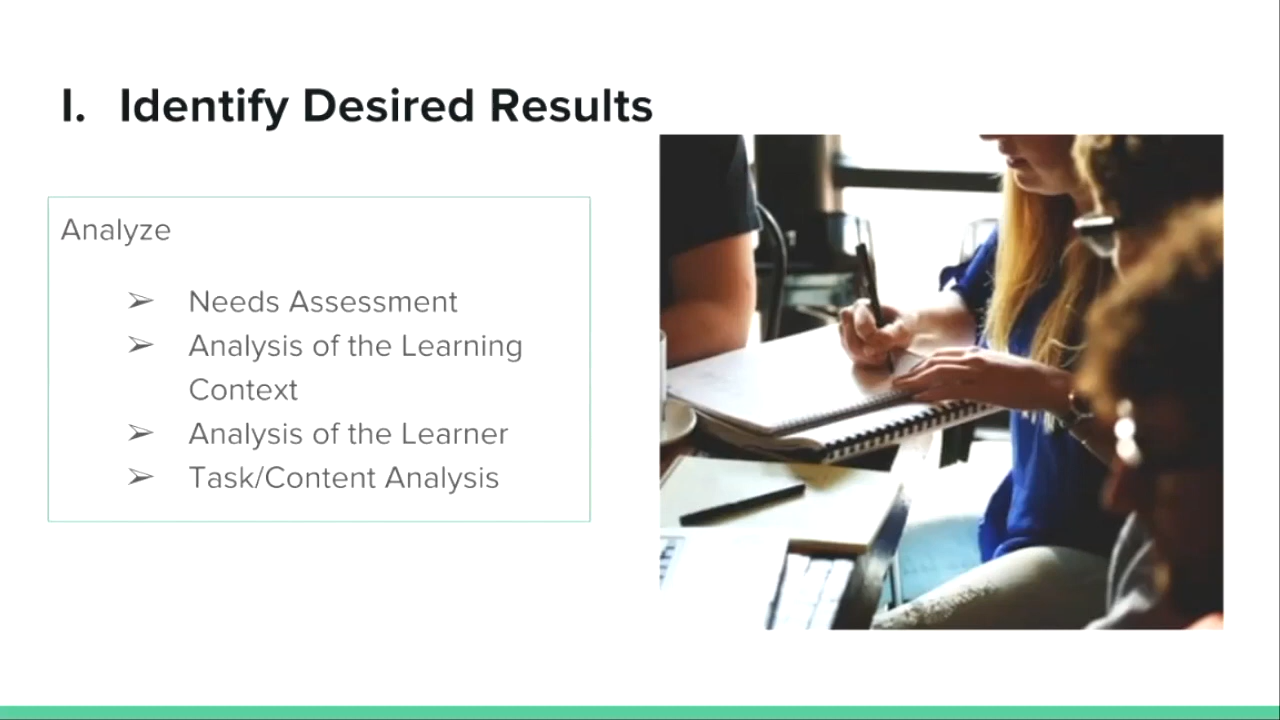 I. Identify Desired Results
Analyze
➢ Needs Assessment
➢ Analysis of the Learning
Context
➢ Analysis of the Learner
➢ Task/Content Analysis